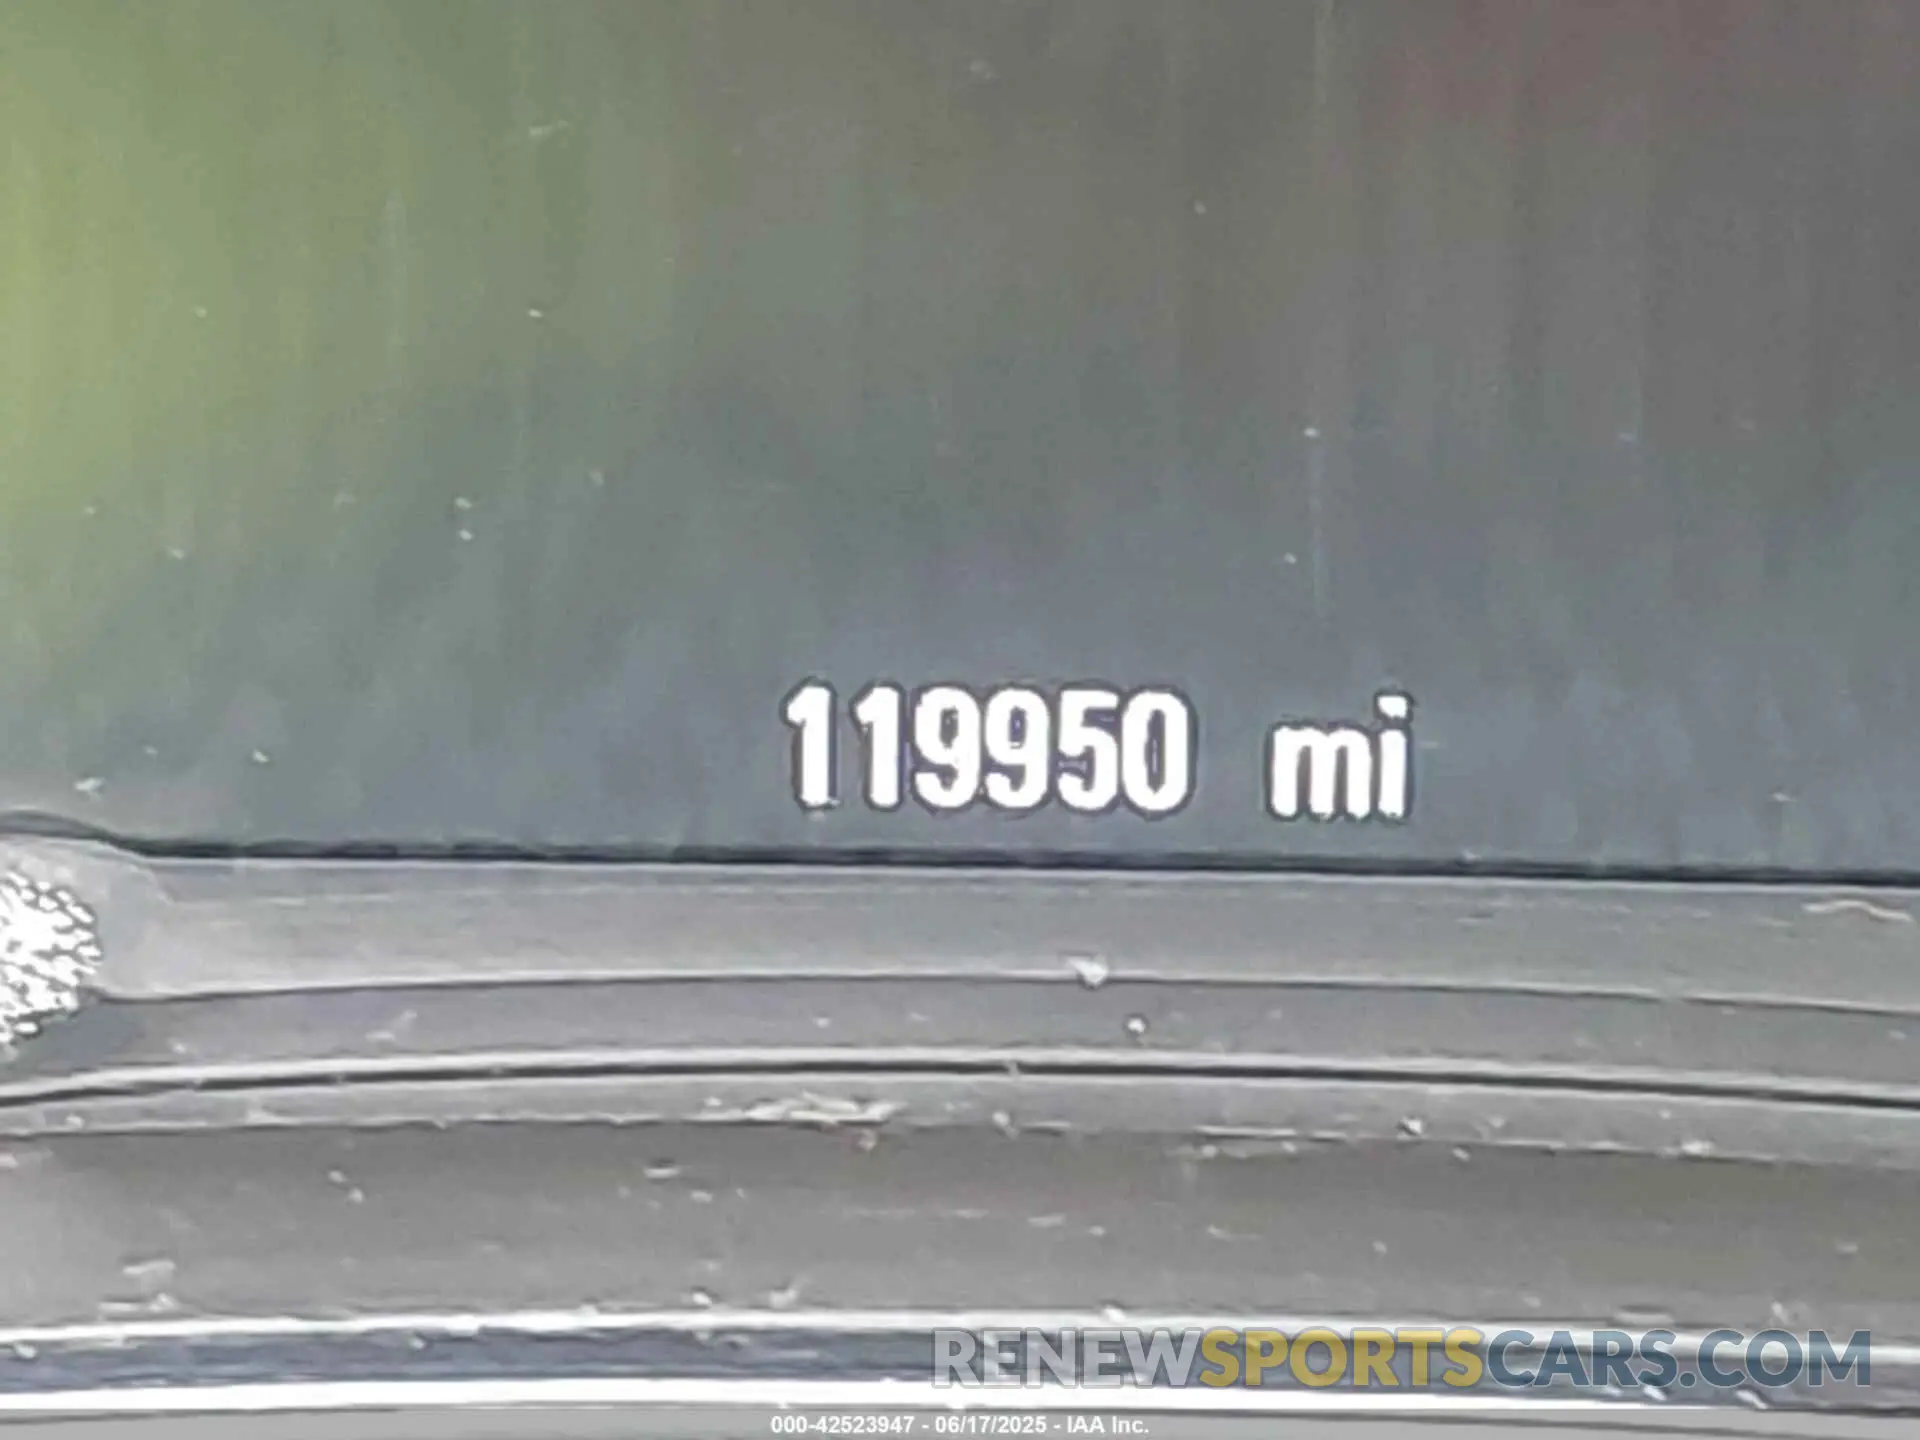 119950 mi
RENEWSPORTSCARS.COM
000-42523947 - 06/17/2025 - IAA Inc.